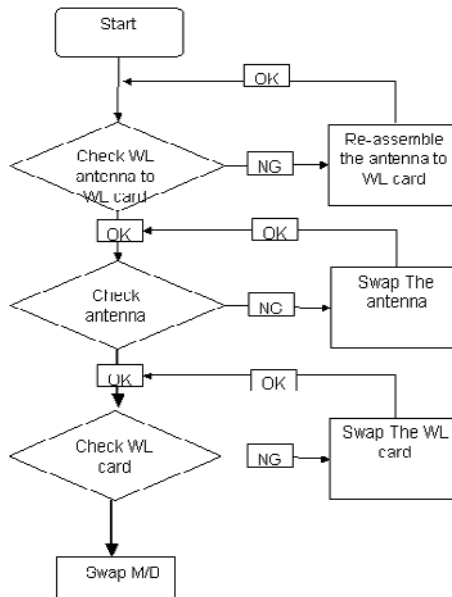 Start
OK
Check WL
antenna to
WL card
NG
Re-assemble
the antenna to
WL card
OK
OK
Check
antenna
NG
Swap The
antenna
OK
OK
Check WL
card
NG
Swap The WL
card
Swap M/B